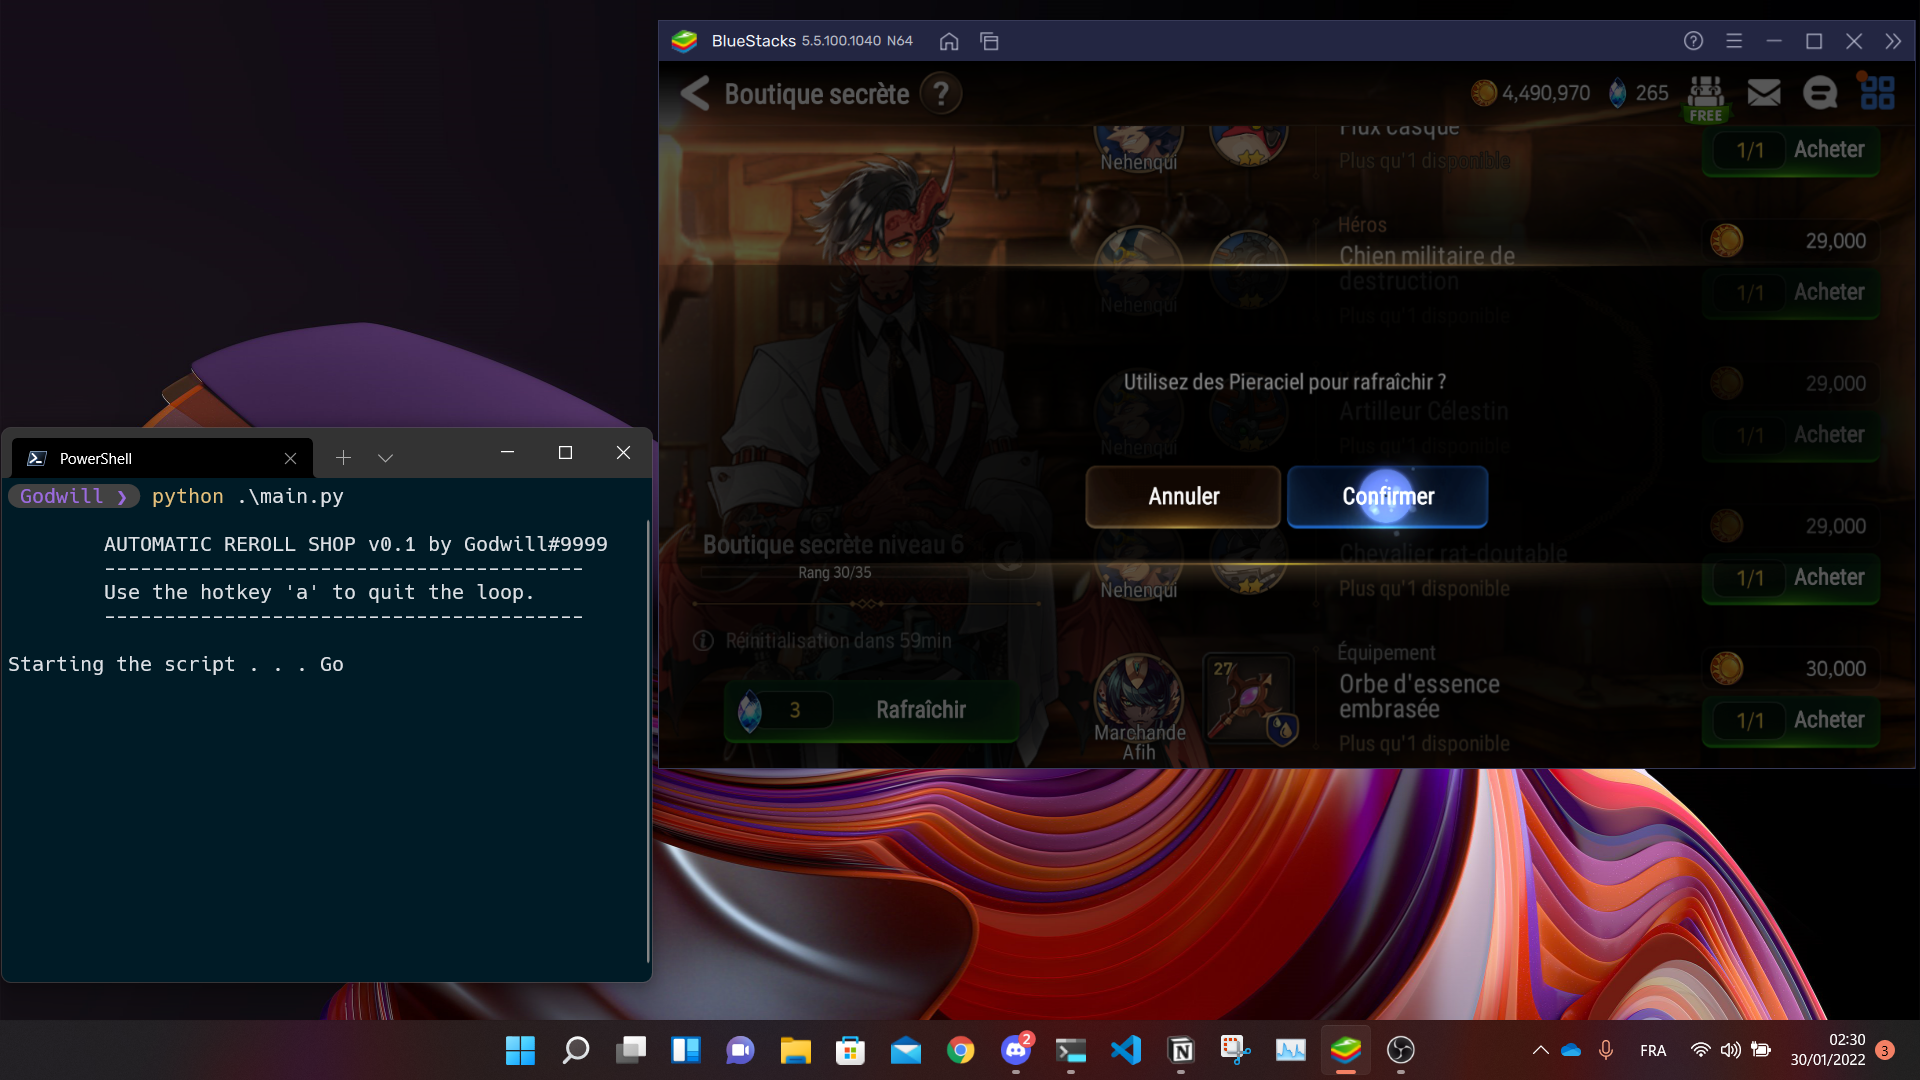 BlueStacks 5.5.100.1040 N64
Boutique secrète ?
4,490,970
265
FREE
Nehenqui
Flux casqué
Plus qu'1 disponible
1/1 Acheter
Nehenqui
Héros
Chien militaire de
destruction
Plus qu'1 disponible
29,000
1/1 Acheter
Utilisez des Pieraciel pour rafraîchir ?
Nehenqui
Artilleur Célestin
Plus qu'1 disponible
29,000
1/1 Acheter
Annuler
Confirmer
Nehenqui
Chevalier rat-doutable
Plus qu'1 disponible
29,000
1/1 Acheter
Boutique secrète niveau 6
Rang 30/35
Réinitialisation dans 59min
3 Rafraîchir
Marchande
Afih
27
Équipement
Orbe d'essence
embrasée
Plus qu'1 disponible
30,000
1/1 Acheter
PowerShell
Godwill ❯ python .\main.py
AUTOMATIC REROLL SHOP v0.1 by Godwill#9999
----------------------------------------
Use the hotkey 'a' to quit the loop.
----------------------------------------
Starting the script . . . Go
2
FRA
02:30
30/01/2022
3